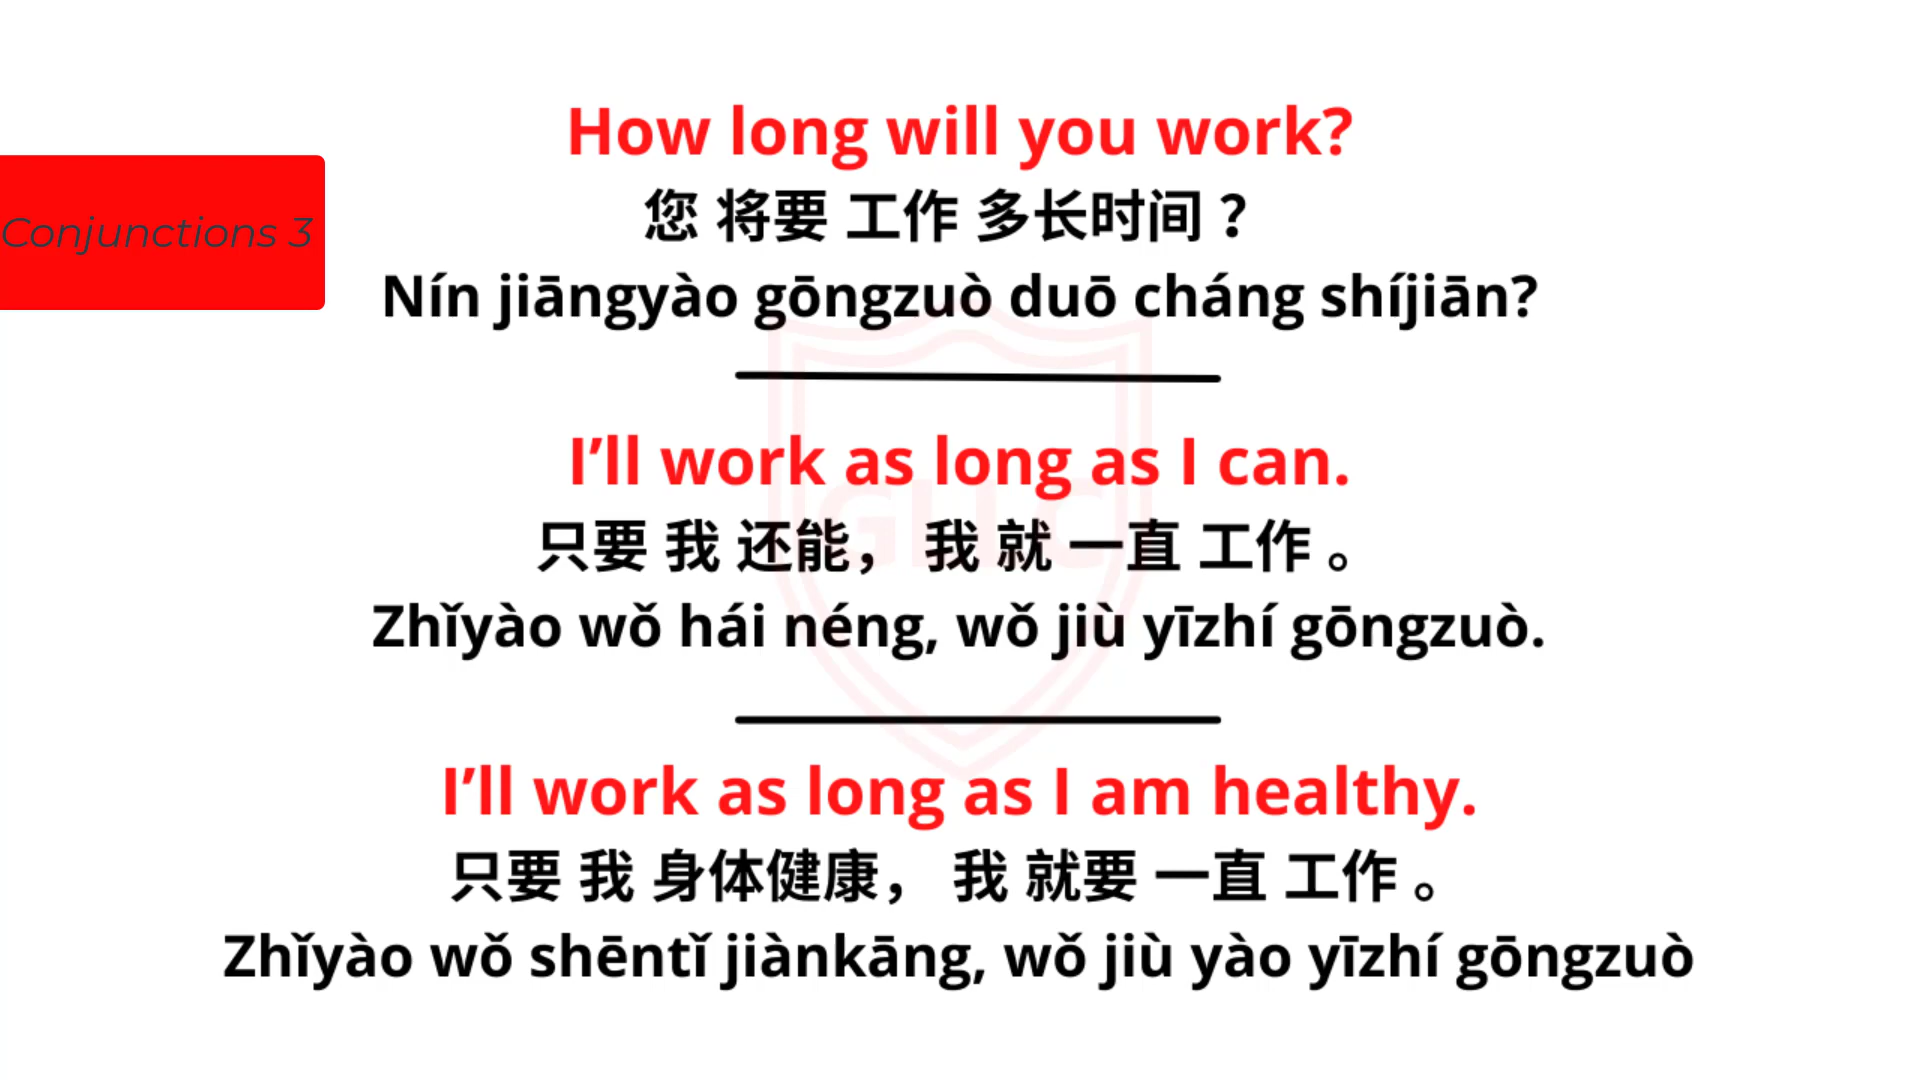 How long will you work?
Conjunctions 3
您 将要 工作 多长时间 ？
Nín jiāngyào gōngzuò duō cháng shíjiān?
I’ll work as long as I can.
GLLC
只要 我 还能， 我 就 一直 工作 。
Zhǐyào wǒ hái néng, wǒ jiù yīzhí gōngzuò.
I’ll work as long as I am healthy.
只要 我 身体健康， 我 就要 一直 工作 。
Zhǐyào wǒ shēntǐ jiànkāng, wǒ jiù yào yīzhí gōngzuò